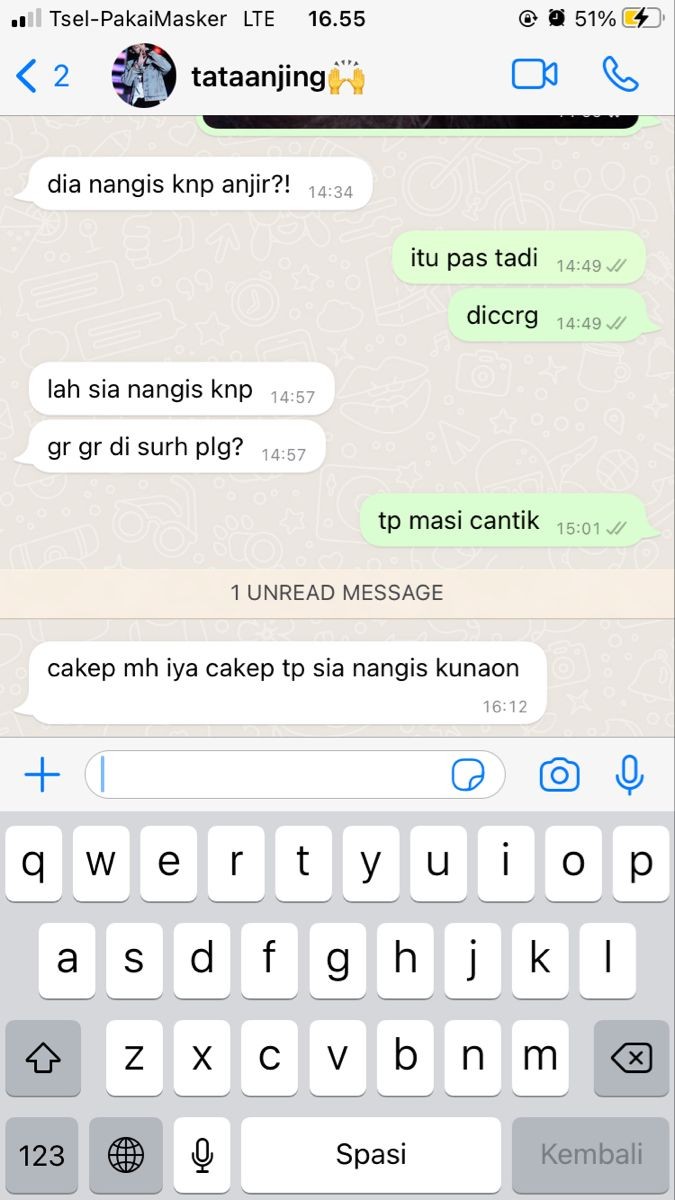 Tsel-PakaiMasker LTE 16.55 51%
2 tataanjing🙌
dia nangis knp anjir?! 14:34
itu pas tadi 14:49
diccrg 14:49
lah sia nangis knp 14:57
gr gr di surh plg? 14:57
tp masi cantik 15:01
1 UNREAD MESSAGE
cakep mh iya cakep tp sia nangis kunaon
16:12
q w e r t y u i o p
a s d f g h j k l
z x c v b n m
123 Spasi Kembali